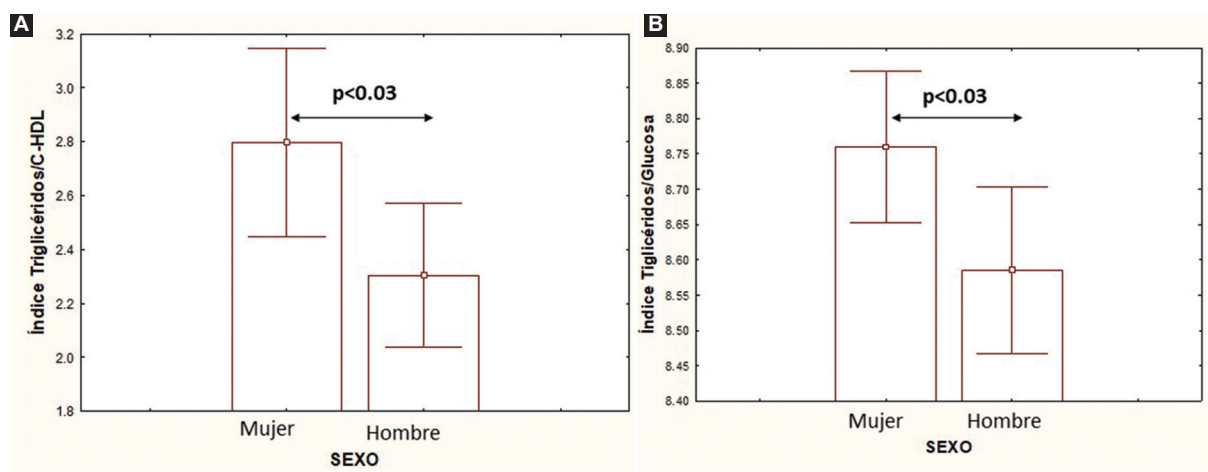 A
Índice Triglicéridos/C-HDL
3.2
3.0
2.8
2.6
2.4
2.2
2.0
1.8
p<0.03
Mujer
Hombre
SEXO
B
Índice Tiglicéridos/Glucosa
8.90
8.85
8.80
8.75
8.70
8.65
8.60
8.55
8.50
8.45
8.40
p<0.03
Mujer
Hombre
SEXO